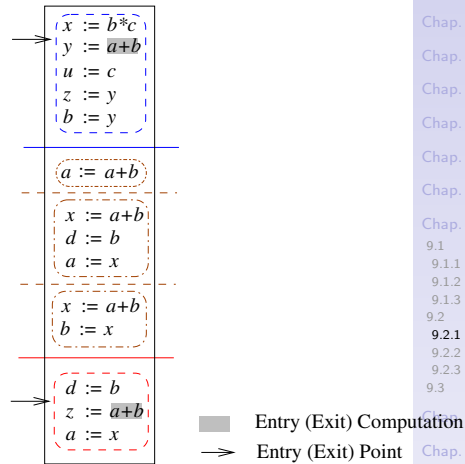 x := b*c
y := a+b
u := c
z := y
b := y
a := a+b
x := a+b
d := b
a := x
x := a+b
b := x
d := b
z := a+b
a := x
Entry (Exit) Computation
Entry (Exit) Point
Chap.
Chap.
Chap.
Chap.
Chap.
Chap.
Chap.
9.1
9.1.1
9.1.2
9.1.3
9.2
9.2.1
9.2.2
9.2.3
9.3
Chap.
Chap.